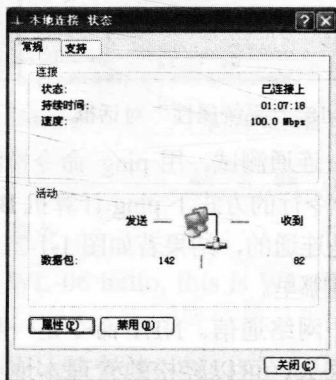 本地连接 状态
常规 支持
连接
状态: 已连接上
持续时间: 01:07:18
速度: 100.0 Mbps
活动
发送 — — 收到
数据包: 142 | 82
属性(P) 禁用(D)
关闭(C)